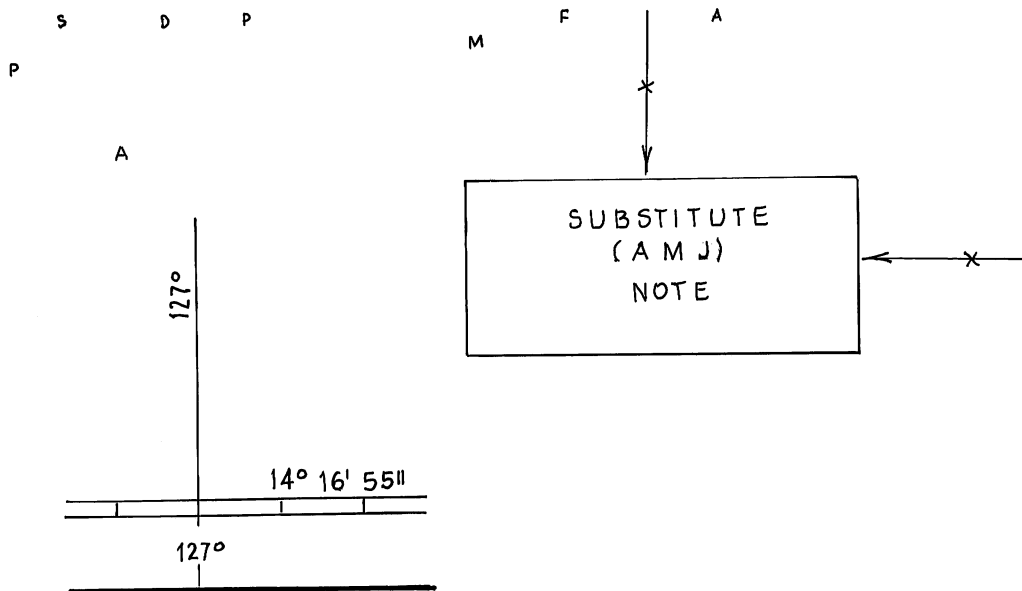 S D P
P
A
M F A
SUBSTITUTE
(AMJ)
NOTE
127°
14° 16' 55"
127°